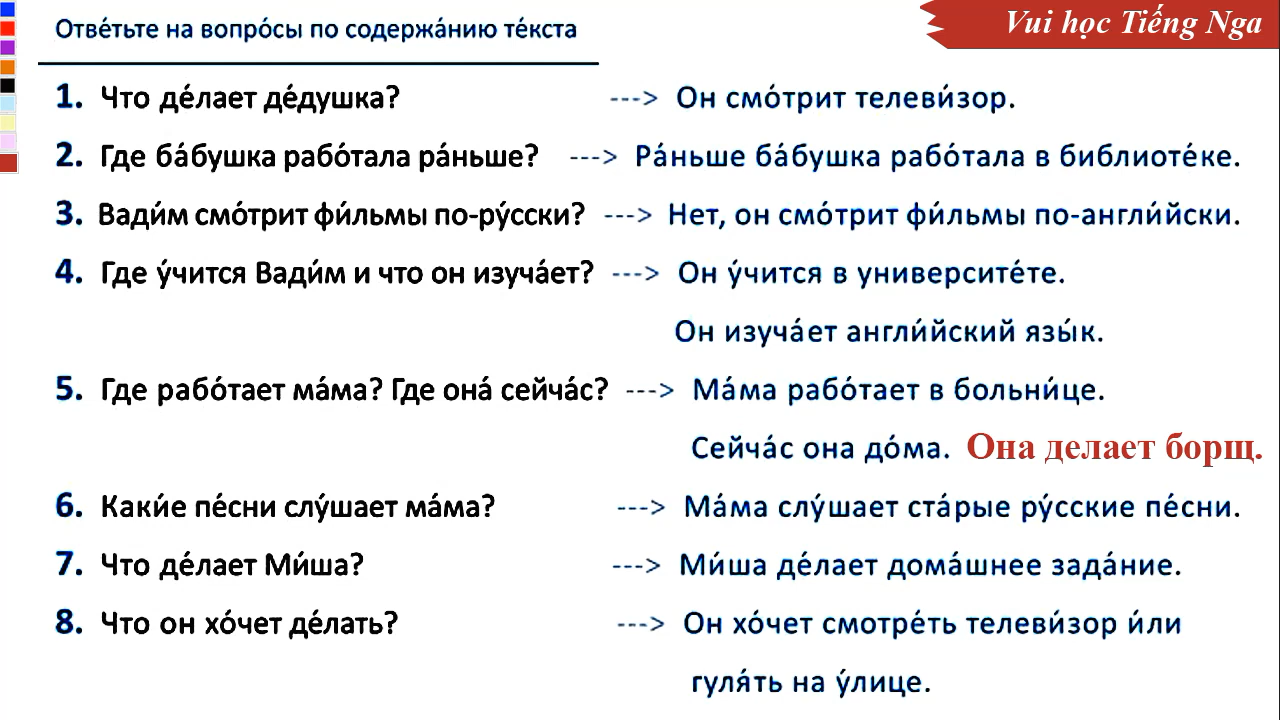 Отве́тьте на вопро́сы по содержа́нию те́кста
Vui học Tiếng Nga
1. Что де́лает де́душка? ---> Он смо́трит телеви́зор.
2. Где ба́бушка рабо́тала ра́ньше? ---> Ра́ньше ба́бушка рабо́тала в библиоте́ке.
3. Вади́м смо́трит фи́льмы по-ру́сски? ---> Нет, он смо́трит фи́льмы по-англи́йски.
4. Где у́чится Вади́м и что он изуча́ет? ---> Он у́чится в университе́те.
Он изуча́ет англи́йский язы́к.
5. Где рабо́тает ма́ма? Где она́ сейча́с? ---> Ма́ма рабо́тает в больни́це.
Сейча́с она до́ма. Она делает борщ.
6. Каки́е пе́сни слу́шает ма́ма? ---> Ма́ма слу́шает ста́рые ру́сские пе́сни.
7. Что де́лает Ми́ша? ---> Ми́ша де́лает дома́шнее зада́ние.
8. Что он хо́чет де́лать? ---> Он хо́чет смотре́ть телеви́зор и́ли
гуля́ть на у́лице.